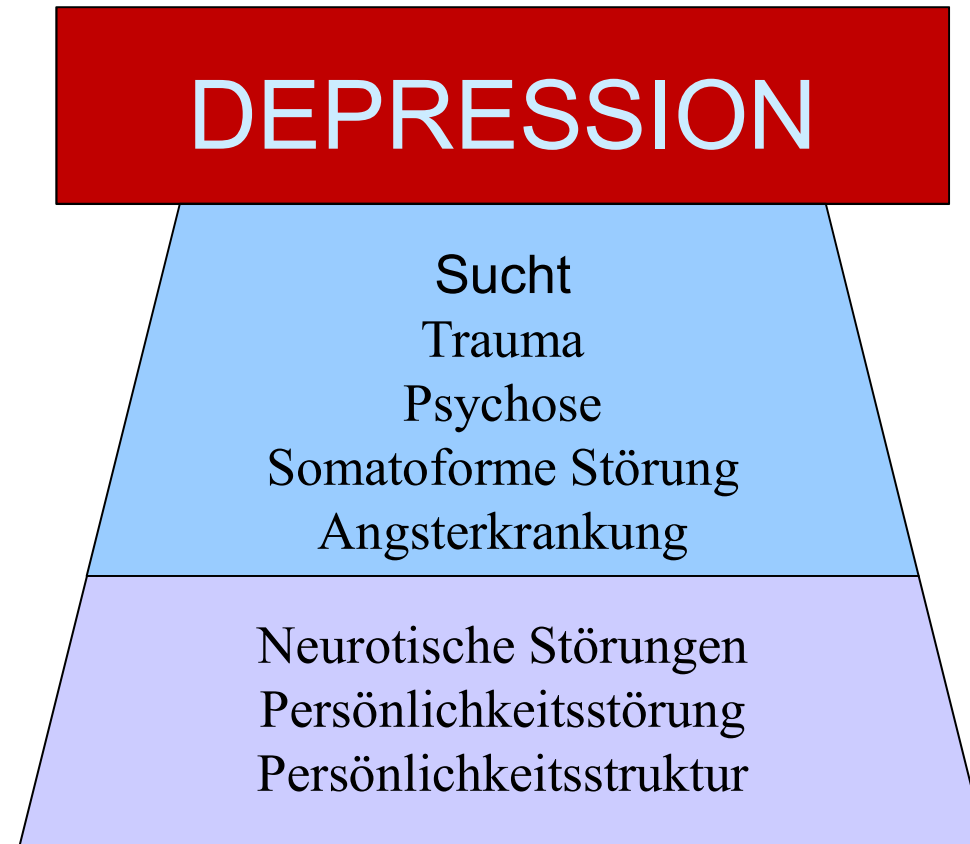 DEPRESSION
Sucht
Trauma
Psychose
Somatoforme Störung
Angsterkrankung
Neurotische Störungen
Persönlichkeitsstörung
Persönlichkeitsstruktur